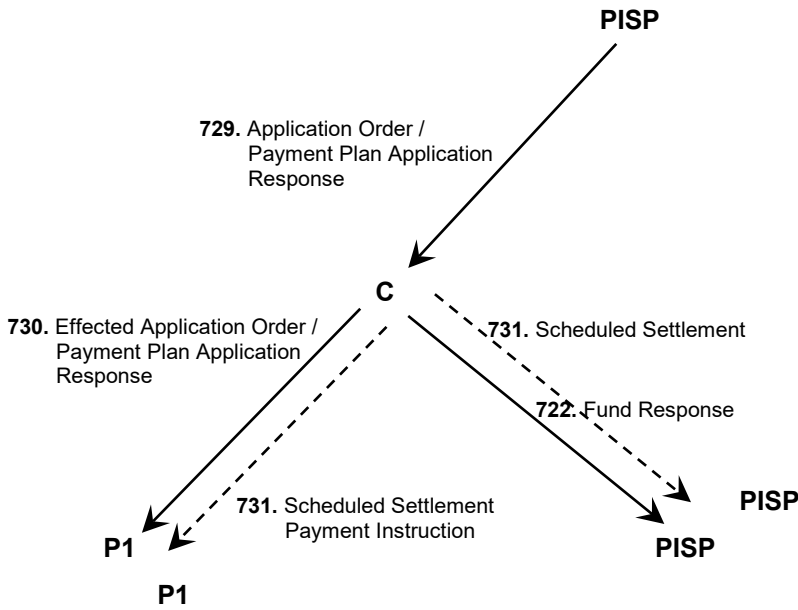 PISP
729. Application Order /
Payment Plan Application
Response
C
730. Effected Application Order /
Payment Plan Application
Response
731. Scheduled Settlement
722. Fund Response
731. Scheduled Settlement
Payment Instruction
PISP
P1
PISP
P1